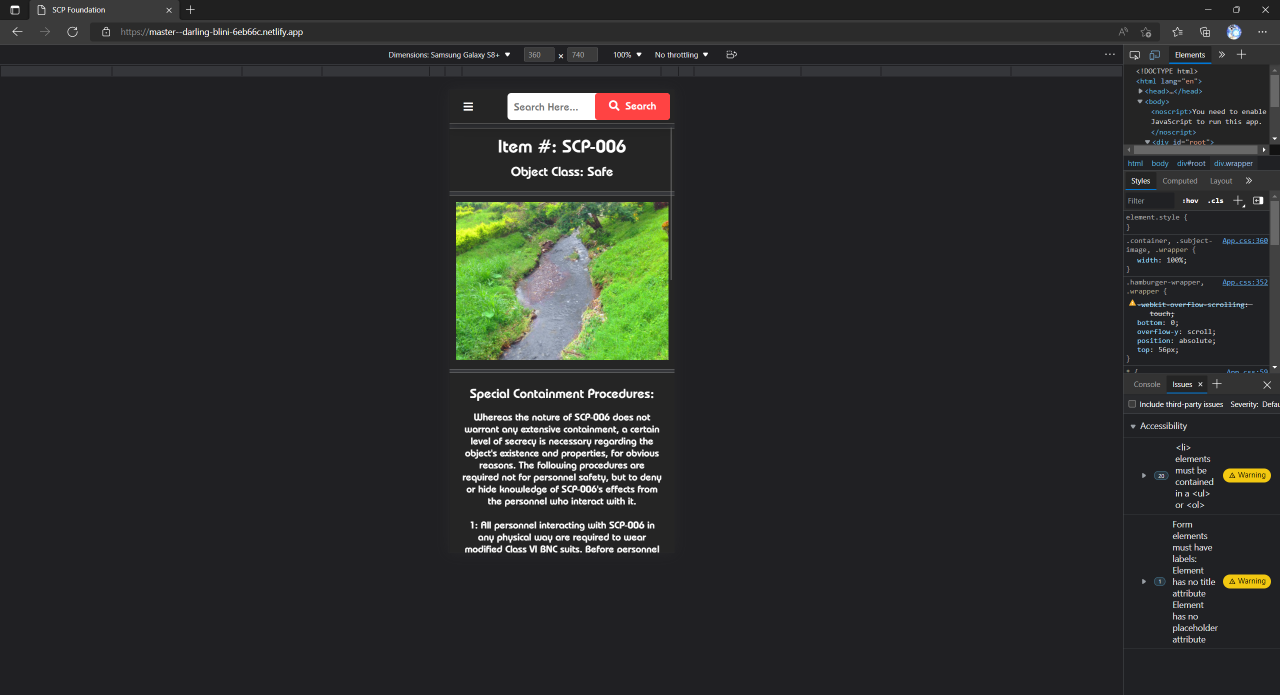 SCP Foundation
https://master--darling-blini-6eb66c.netlify.app
Dimensions: Samsung Galaxy S8+ 360 x 740 100% No throttling
Search Here... Search
Item #: SCP-006
Object Class: Safe
Special Containment Procedures:
Whereas the nature of SCP-006 does not
warrant any extensive containment, a certain
level of secrecy is necessary regarding the
object's existence and properties, for obvious
reasons. The following procedures are
required not for personnel safety, but to deny
or hide knowledge of SCP-006's effects from
the personnel who interact with it.
1: All personnel interacting with SCP-006 in
any physical way are required to wear
modified Class VI BNC suits. Before personnel
Elements
<!DOCTYPE html>
<html lang="en">
<head>…</head>
<body>
<noscript>You need to enable
JavaScript to run this app.
</noscript>
<div id="root">
html body div#root div.wrapper
Styles Computed Layout
Filter :hov .cls
element.style {
}
.container, .subject- App.css:360
image, .wrapper {
width: 100%;
}
.hamburger-wrapper, App.css:352
.wrapper {
-webkit-overflow-scrolling:
touch;
bottom: 0;
overflow-y: scroll;
position: absolute;
top: 56px;
}
* { App.css:59
Console Issues
Include third-party issues Severity: Defau
Accessibility
<li>
elements
must be
20 contained Warning
in a <ul>
or <ol>
Form
elements
must have
labels:
Element
1 has no title Warning
attribute
Element
has no
placeholder
attribute